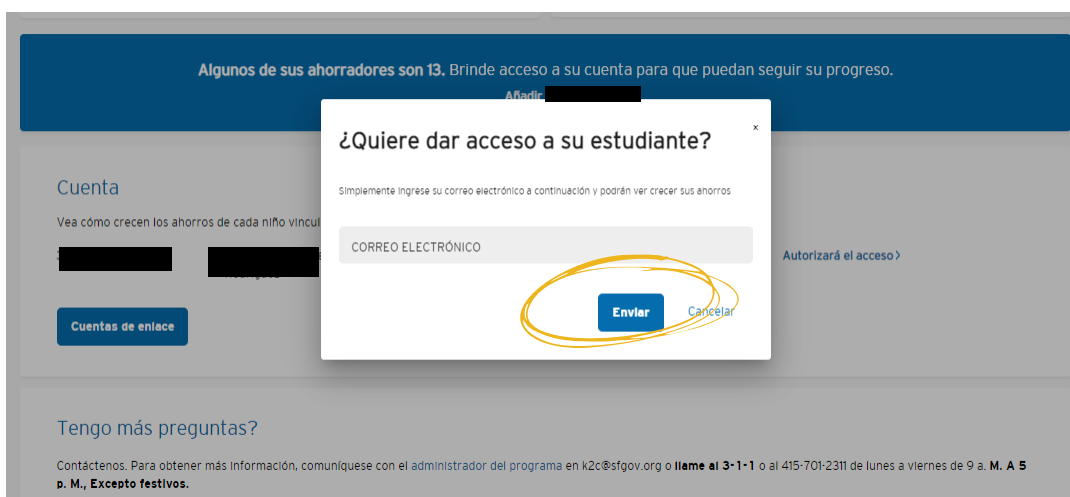 Algunos de sus ahorradores son 13. Brinde acceso a su cuenta para que puedan seguir su progreso.
Añadir
¿Quiere dar acceso a su estudiante?
x
Simplemente ingrese su correo electrónico a continuación y podrán ver crecer sus ahorros
CORREO ELECTRÓNICO
Enviar
Cancelar
Cuenta
Vea cómo crecen los ahorros de cada niño vincul
Autorizará el acceso>
Cuentas de enlace
Tengo más preguntas?
Contáctenos. Para obtener más información, comuníquese con el administrador del programa en k2c@sfgov.org o llame al 3-1-1 o al 415-701-2311 de lunes a viernes de 9 a. M. A 5
p. M., Excepto festivos.